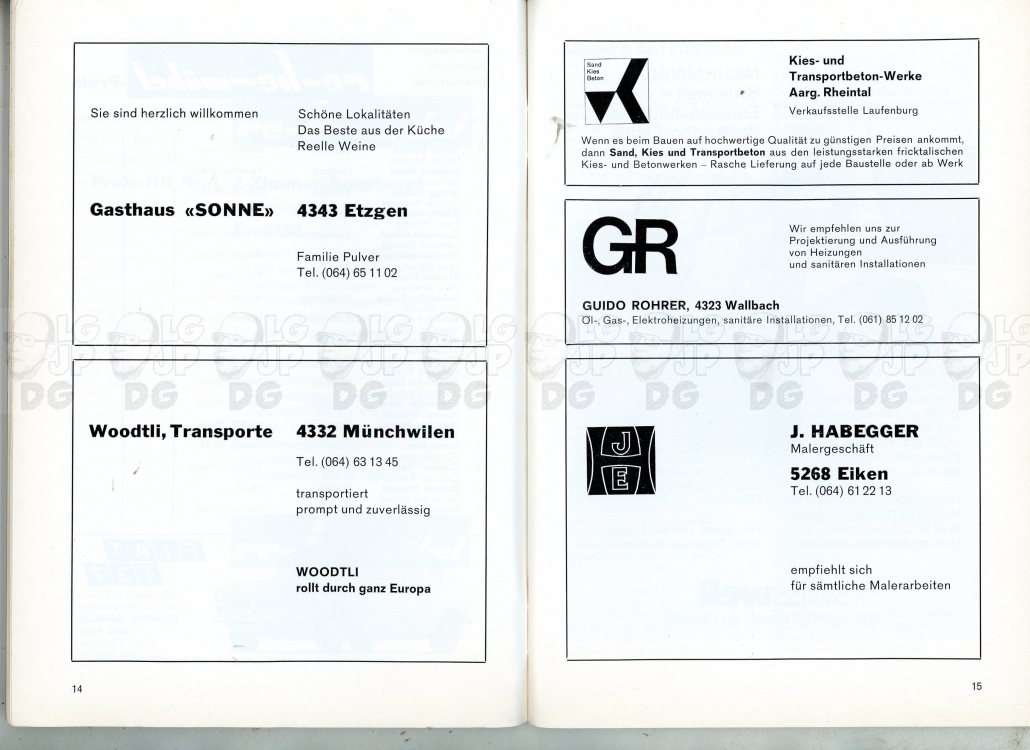 Sie sind herzlich willkommen
Schöne Lokalitäten
Das Beste aus der Küche
Reelle Weine
Gasthaus «SONNE» 4343 Etzgen
Familie Pulver
Tel. (064) 65 11 02
Woodtli, Transporte 4332 Münchwilen
Tel. (064) 63 13 45
transportiert
prompt und zuverlässig
WOODTLI
rollt durch ganz Europa
14
Sand
Kies
Beton
Kies- und
Transportbeton-Werke
Aarg. Rheintal
Verkaufsstelle Laufenburg
Wenn es beim Bauen auf hochwertige Qualität zu günstigen Preisen ankommt,
dann Sand, Kies und Transportbeton aus den leistungsstarken fricktalischen
Kies- und Betonwerken – Rasche Lieferung auf jede Baustelle oder ab Werk
GR
Wir empfehlen uns zur
Projektierung und Ausführung
von Heizungen
und sanitären Installationen
GUIDO ROHRER, 4323 Wallbach
Öl-, Gas-, Elektroheizungen, sanitäre Installationen, Tel. (061) 85 12 02
J
E
J. HABEGGER
Malergeschäft
5268 Eiken
Tel. (064) 61 22 13
empfiehlt sich
für sämtliche Malerarbeiten
15
LG JP DG